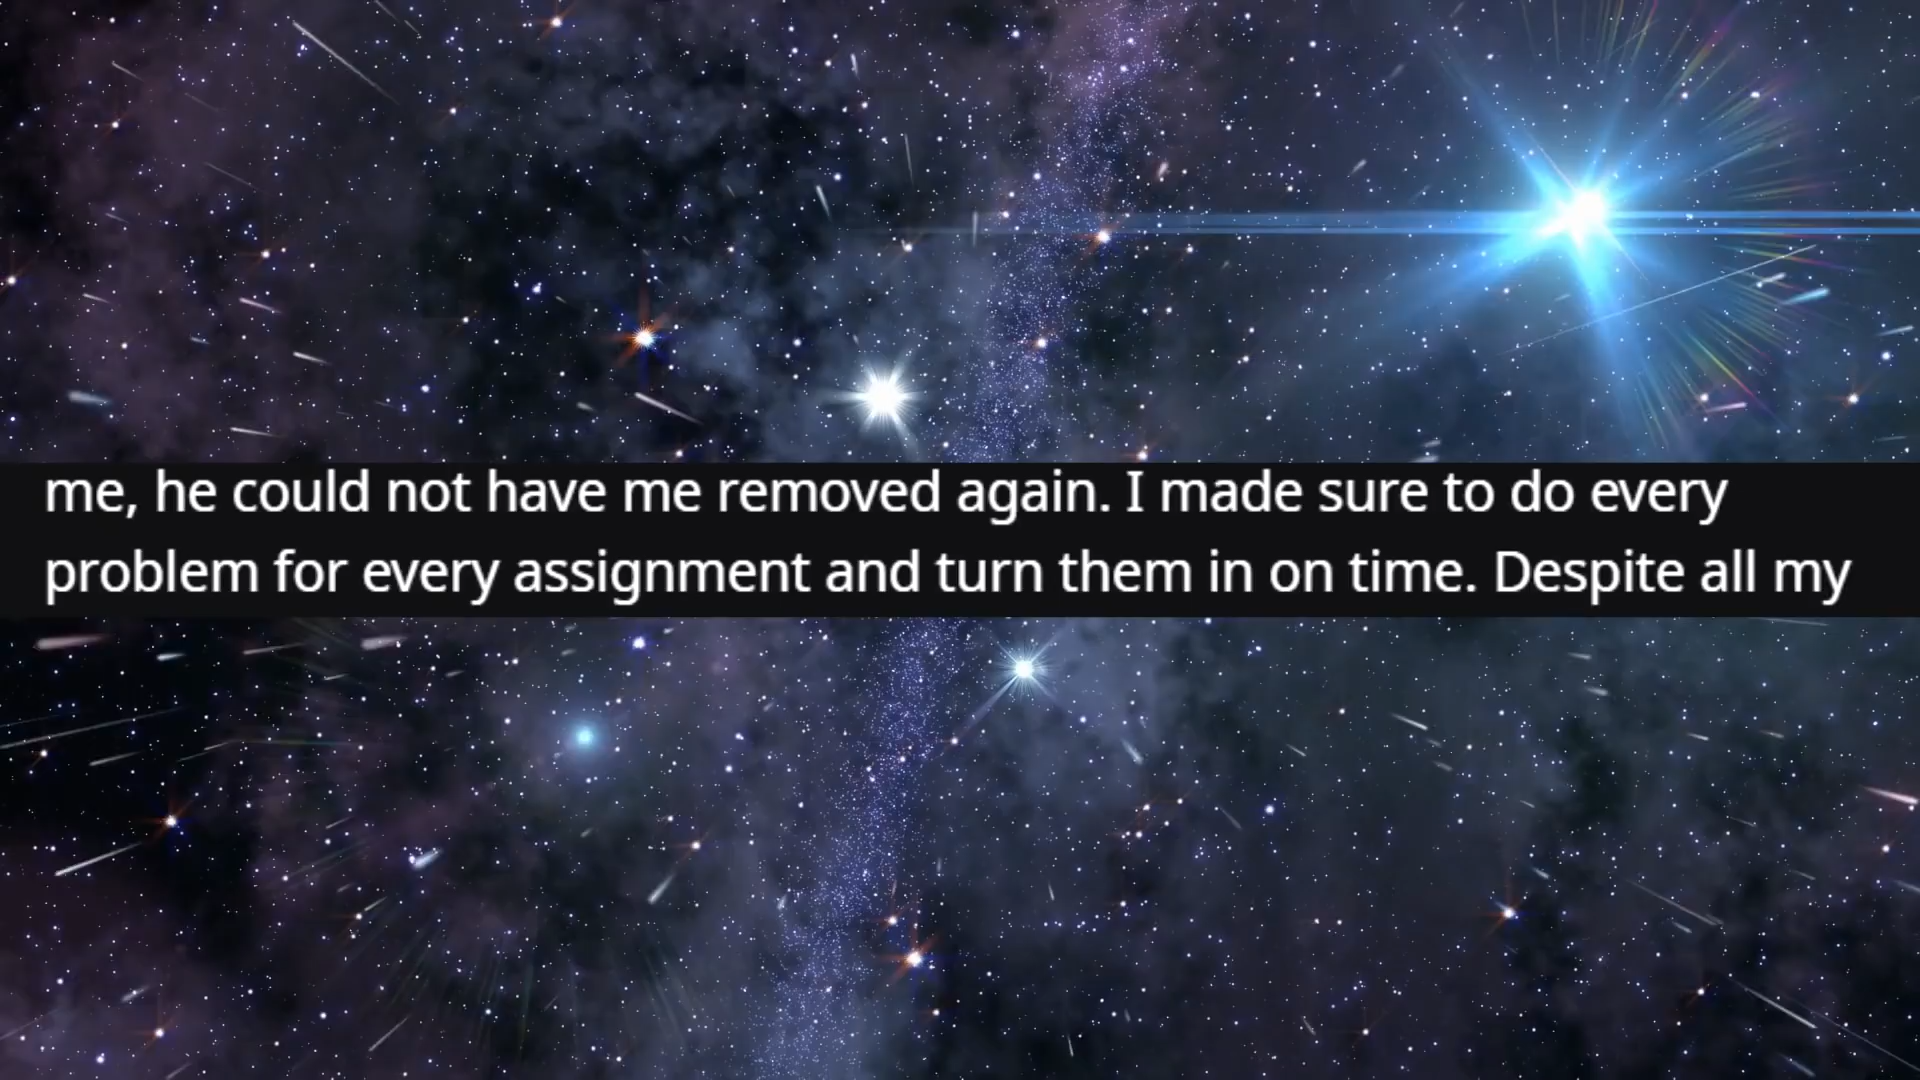 me, he could not have me removed again. I made sure to do every
problem for every assignment and turn them in on time. Despite all my